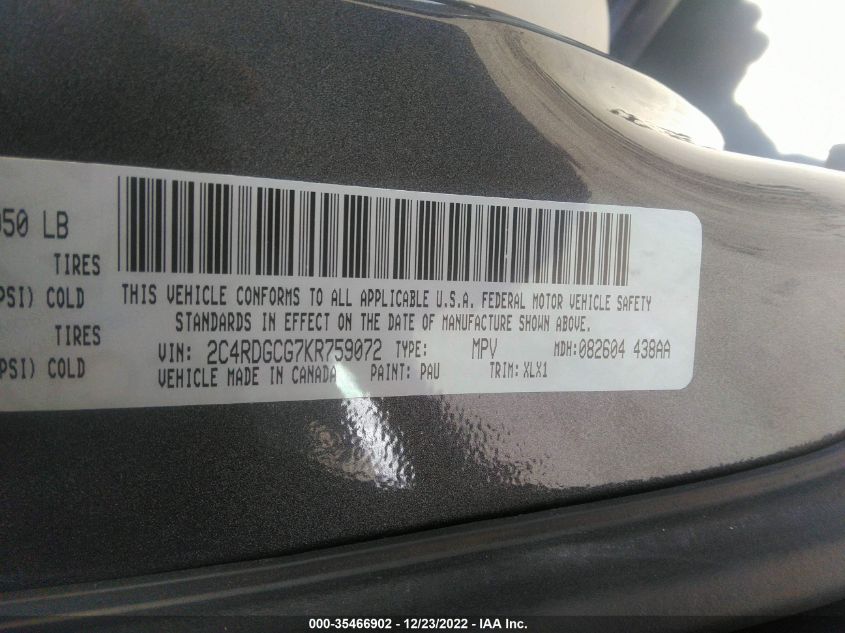 050 LB
TIRES
PSI) COLD
TIRES
PSI) COLD
THIS VEHICLE CONFORMS TO ALL APPLICABLE U.S.A. FEDERAL MOTOR VEHICLE SAFETY
STANDARDS IN EFFECT ON THE DATE OF MANUFACTURE SHOWN ABOVE.
VIN: 2C4RDGCG7KR759072 TYPE: MPV MDH:082604 438AA
VEHICLE MADE IN CANADA PAINT: PAU TRIM: XLX1
000-35466902 - 12/23/2022 - IAA Inc.